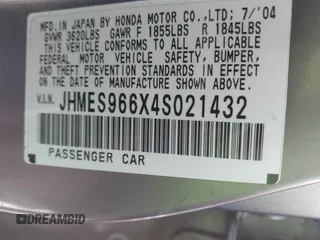 MFD. IN JAPAN BY HONDA MOTOR CO.,LTD; 7/'04
GVWR 3620LBS GAWR F 1855LBS R 1845LBS
THIS VEHICLE CONFORMS TO ALL APPLICABLE
FEDERAL MOTOR VEHICLE SAFETY, BUMPER, AND
THEFT PREVENTION STANDARDS IN EFFECT ON THE
DATE OF MANUFACTURE SHOWN ABOVE.
V.I.N. JHMES966X4S021432
PASSENGER CAR
DREAMBID